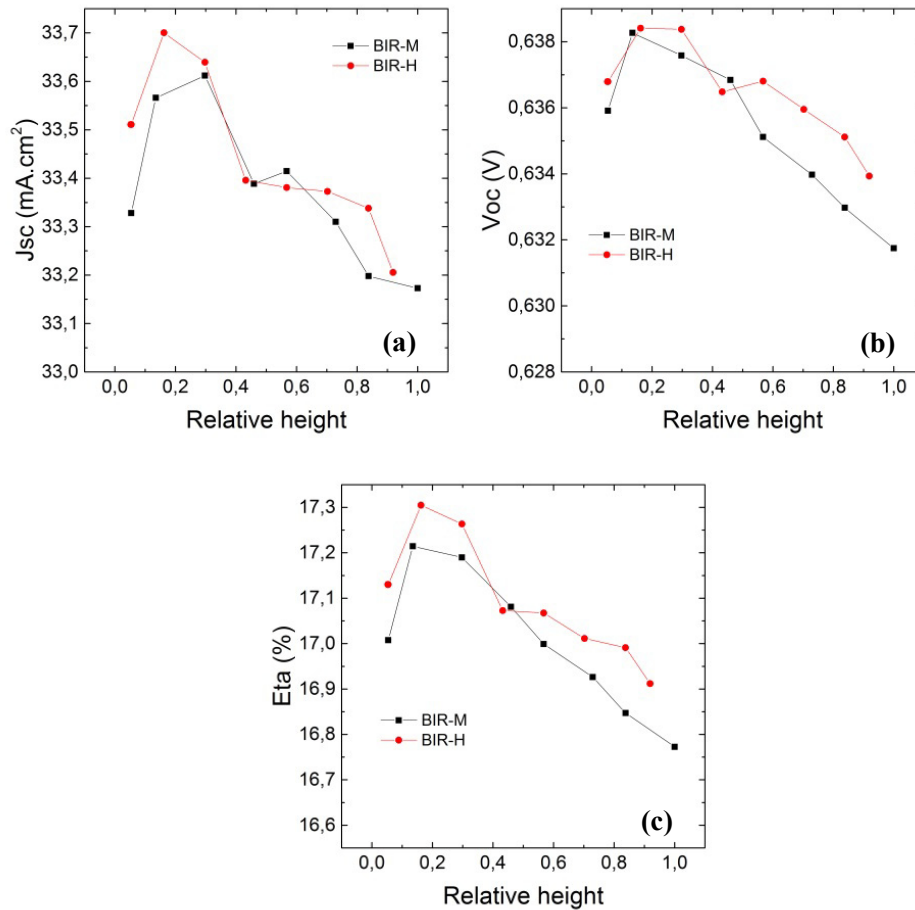 33,7
33,6
33,5
33,4
33,3
33,2
33,1
33,0
Jsc (mA.cm²)
BIR-M
BIR-H
(a)
0,0 0,2 0,4 0,6 0,8 1,0
Relative height
0,638
0,636
0,634
0,632
0,630
0,628
Voc (V)
BIR-M
BIR-H
(b)
0,0 0,2 0,4 0,6 0,8 1,0
Relative height
17,3
17,2
17,1
17,0
16,9
16,8
16,7
16,6
Eta (%)
BIR-M
BIR-H
(c)
0,0 0,2 0,4 0,6 0,8 1,0
Relative height